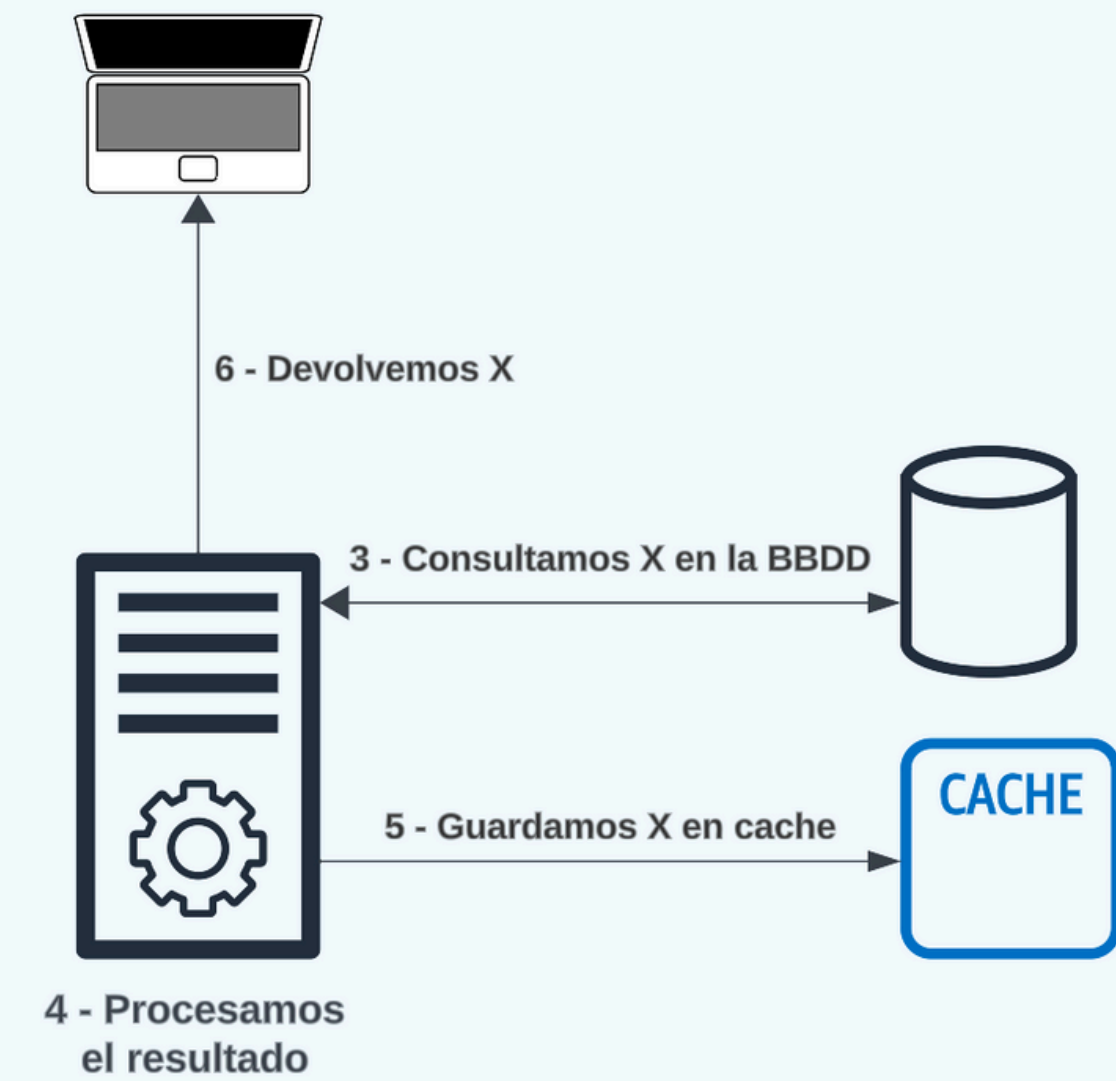 6 - Devolvemos X
3 - Consultamos X en la BBDD
CACHE
5 - Guardamos X en cache
4 - Procesamos
el resultado